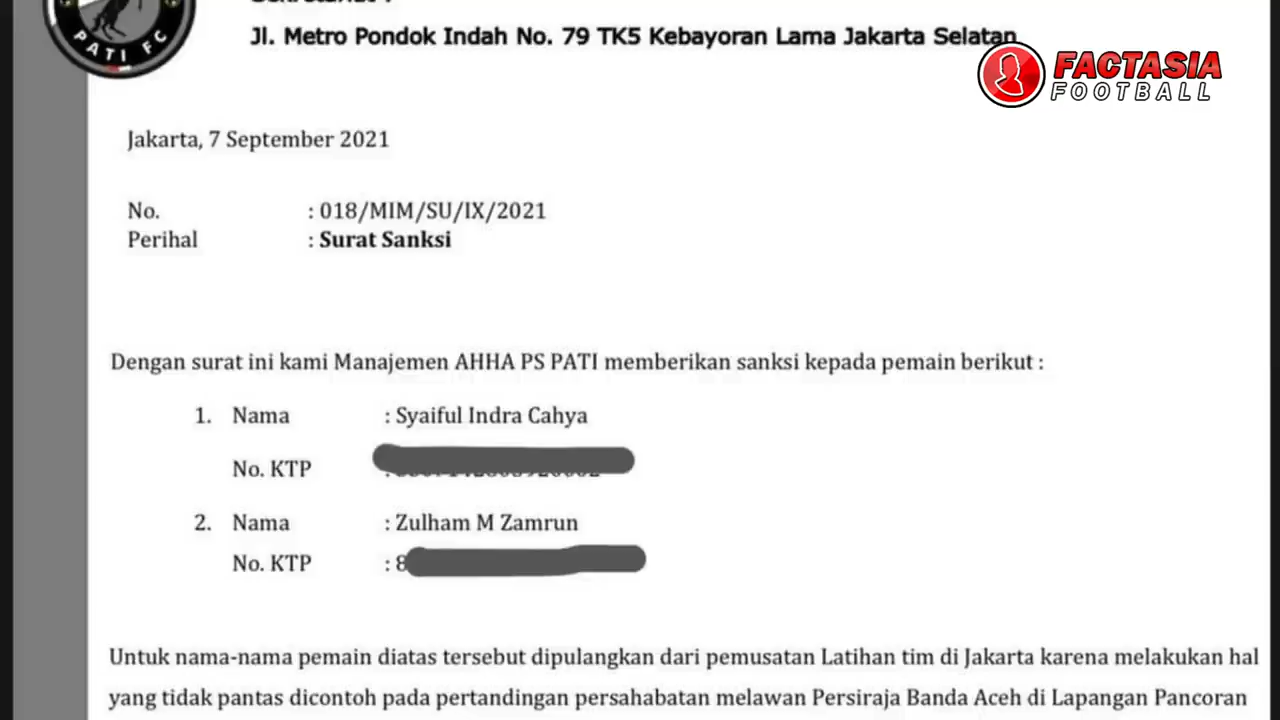 PATI FC
Jl. Metro Pondok Indah No. 79 TK5 Kebayoran Lama Jakarta Selatan
FACTASIA
FOOTBALL
Jakarta, 7 September 2021
No. : 018/MIM/SU/IX/2021
Perihal : Surat Sanksi
Dengan surat ini kami Manajemen AHHA PS PATI memberikan sanksi kepada pemain berikut :
1. Nama : Syaiful Indra Cahya
No. KTP :
2. Nama : Zulham M Zamrun
No. KTP : 8
Untuk nama-nama pemain diatas tersebut dipulangkan dari pemusatan Latihan tim di Jakarta karena melakukan hal
yang tidak pantas dicontoh pada pertandingan persahabatan melawan Persiraja Banda Aceh di Lapangan Pancoran